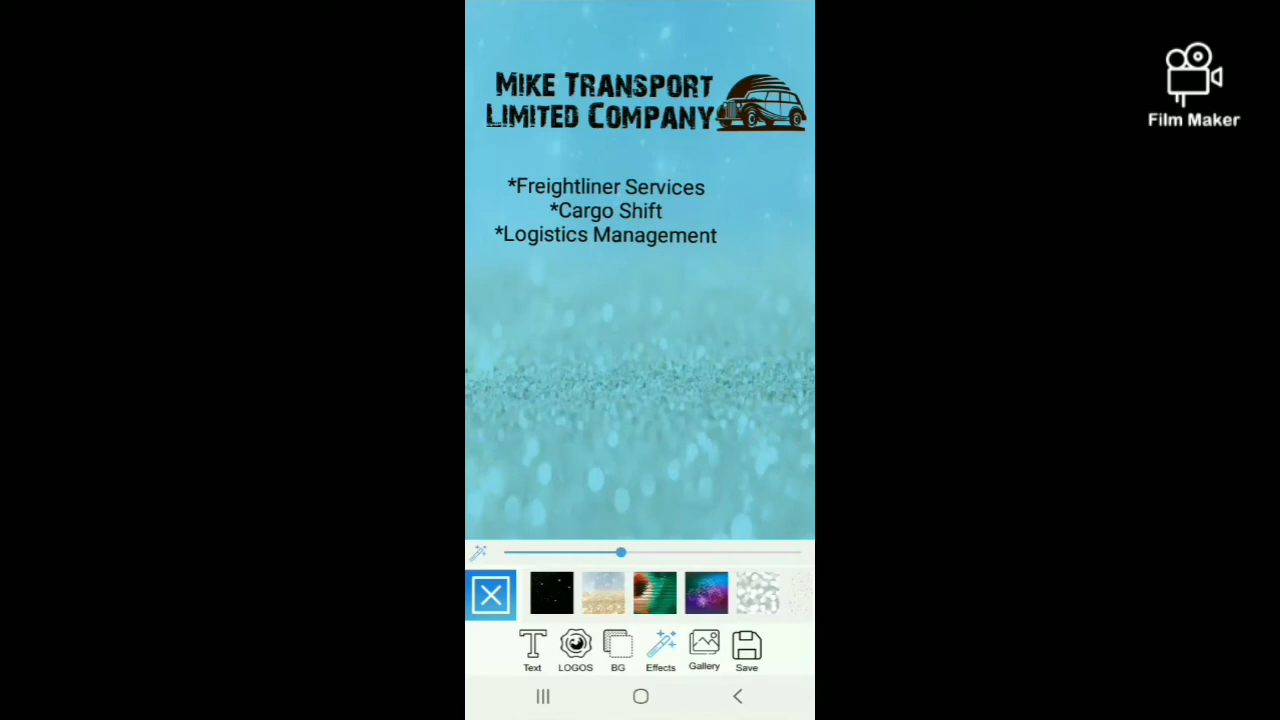 MIKE TRANSPORT
LIMITED COMPANY
*Freightliner Services
*Cargo Shift
*Logistics Management
Film Maker
Text
LOGOS
BG
Effects
Gallery
Save